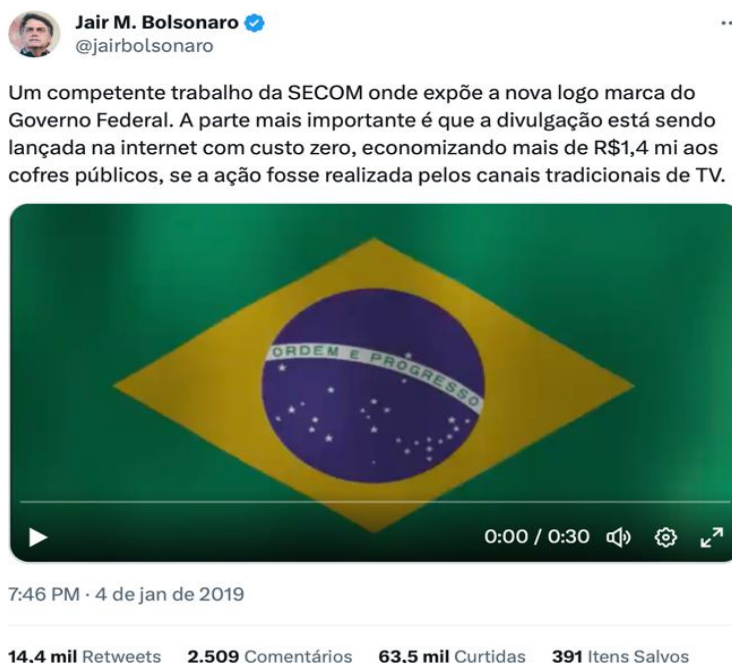 Jair M. Bolsonaro
@jairbolsonaro
Um competente trabalho da SECOM onde expõe a nova logo marca do
Governo Federal. A parte mais importante é que a divulgação está sendo
lançada na internet com custo zero, economizando mais de R$1,4 mi aos
cofres públicos, se a ação fosse realizada pelos canais tradicionais de TV.
ORDEM E PROGRESSO
0:00 / 0:30
7:46 PM · 4 de jan de 2019
14,4 mil Retweets 2.509 Comentários 63,5 mil Curtidas 391 Itens Salvos